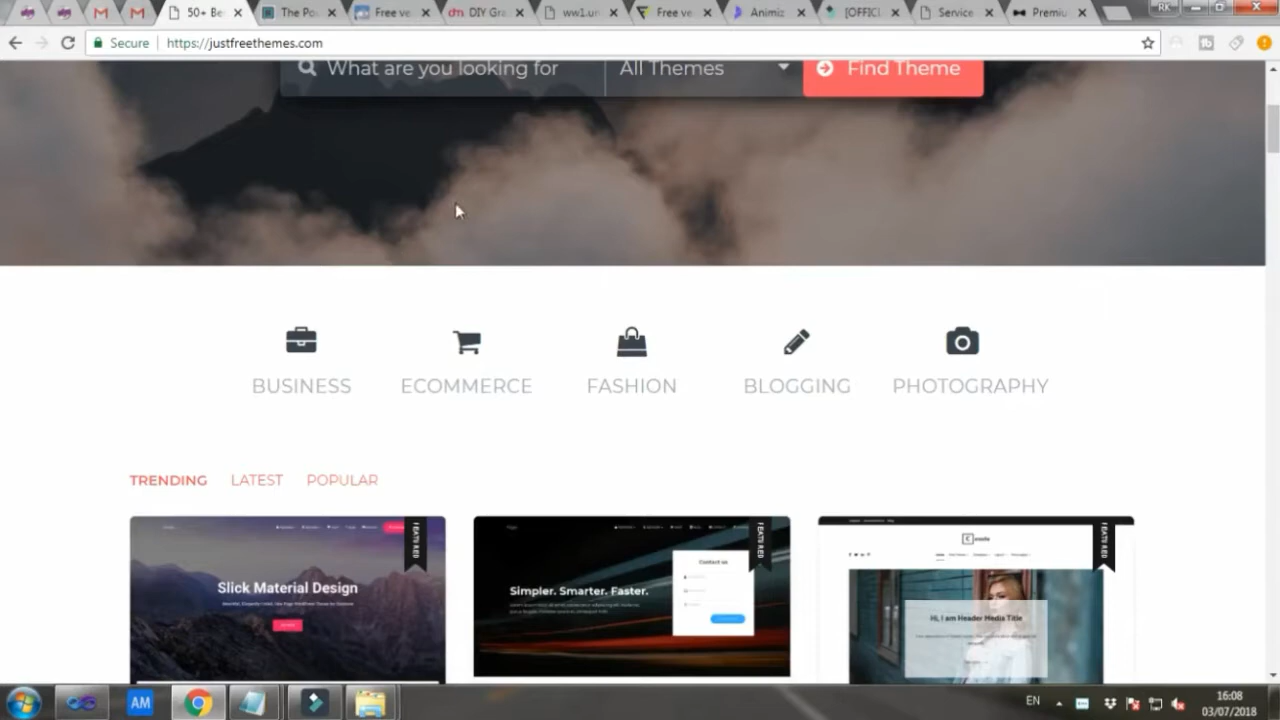 50+ Be
The Po
Free ve
DIY Gra
ww1.ur
Free ve
Animiz
[OFFICI
Service
Premiu
RK
Secure
https://justfreethemes.com
What are you looking for
All Themes
Find Theme
BUSINESS
ECOMMERCE
FASHION
BLOGGING
PHOTOGRAPHY
TRENDING
LATEST
POPULAR
FEATURED
FEATURED
FEATURED
Slick Material Design
Simpler. Smarter. Faster.
Contact us
Hi, I am Header Media Title
AM
EN
16:08
03/07/2018